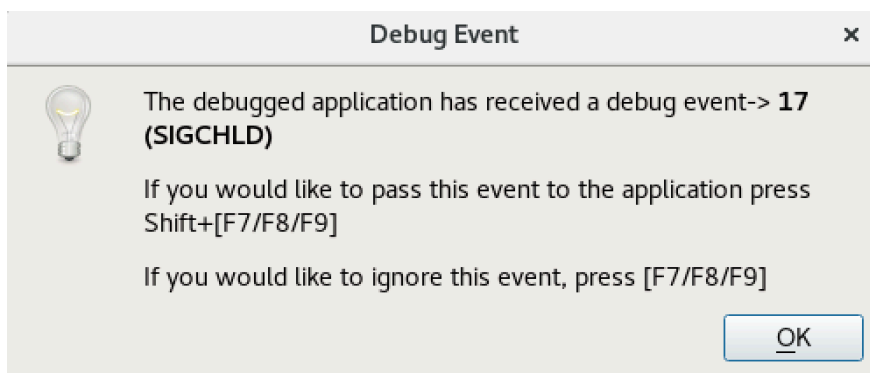 Debug Event
×
The debugged application has received a debug event-> 17
(SIGCHLD)
If you would like to pass this event to the application press
Shift+[F7/F8/F9]
If you would like to ignore this event, press [F7/F8/F9]
OK